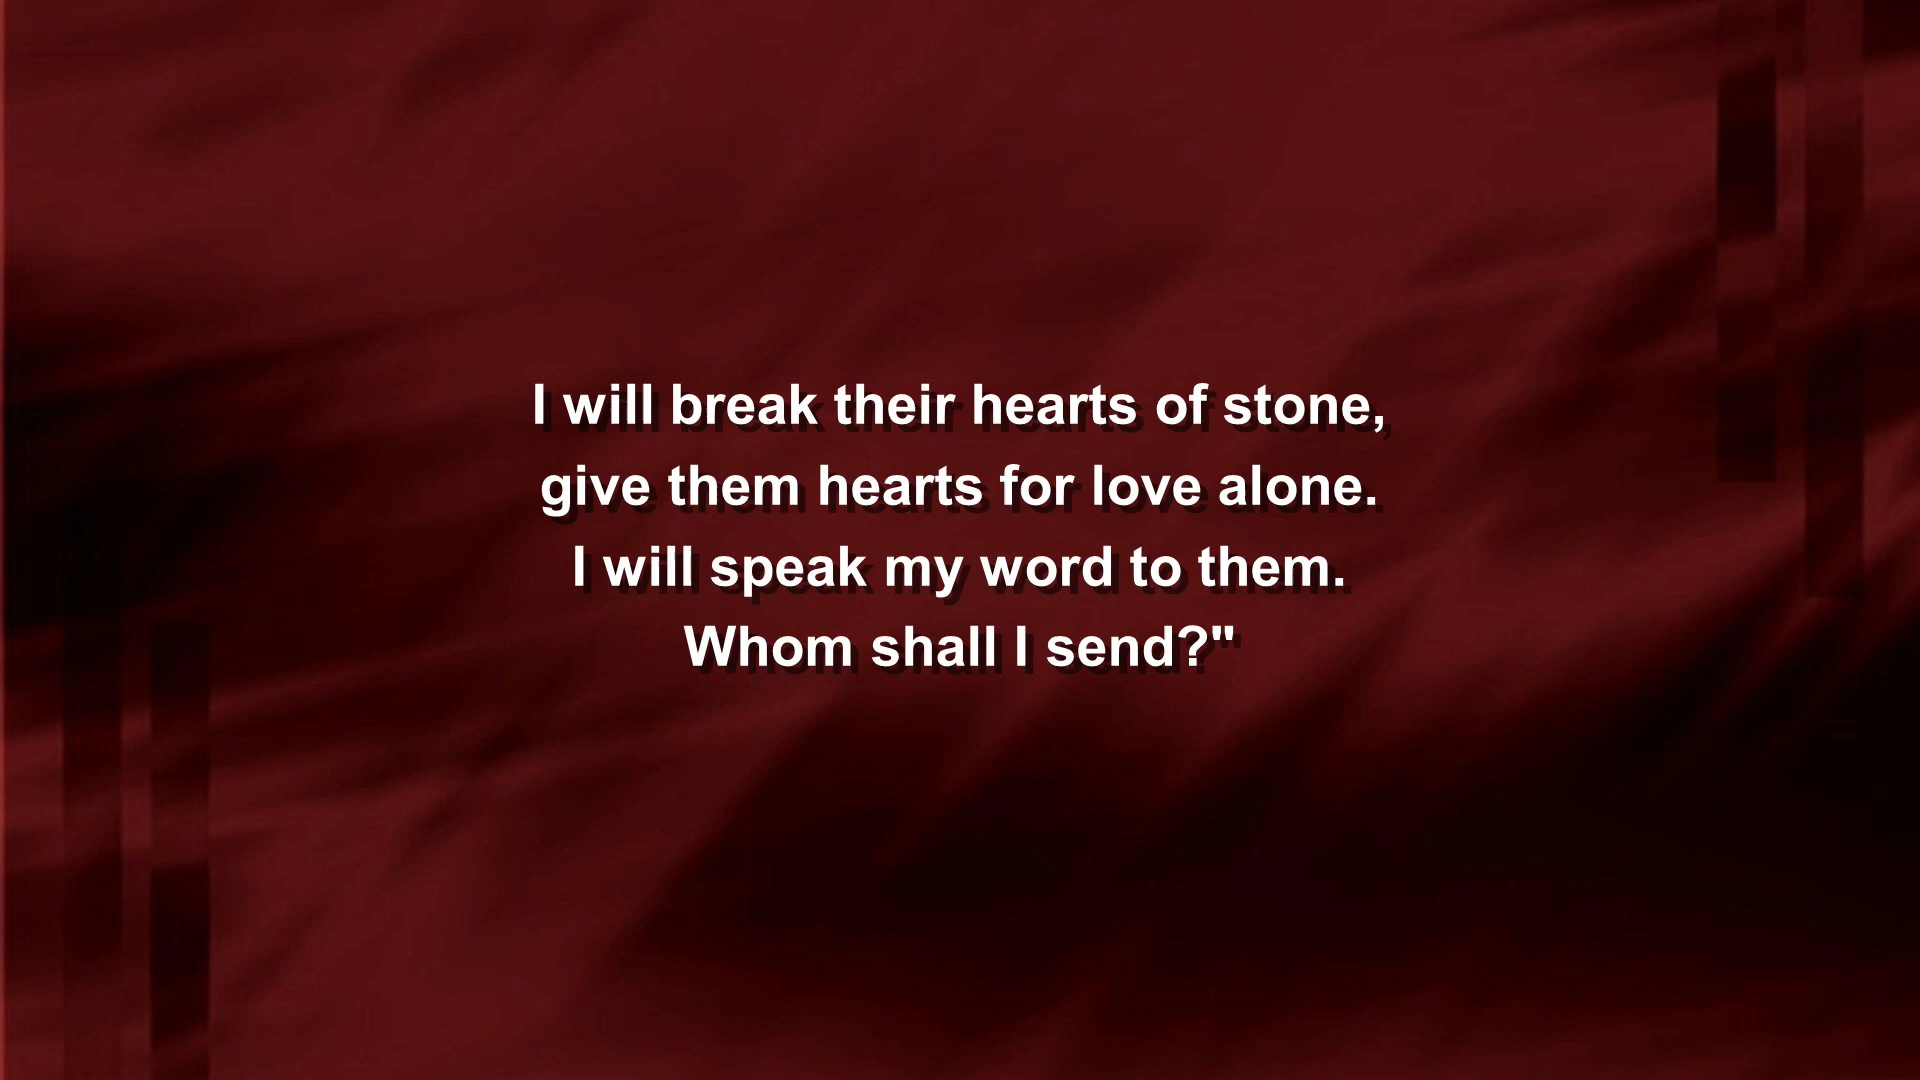 I will break their hearts of stone,
give them hearts for love alone.
I will speak my word to them.
Whom shall I send?"